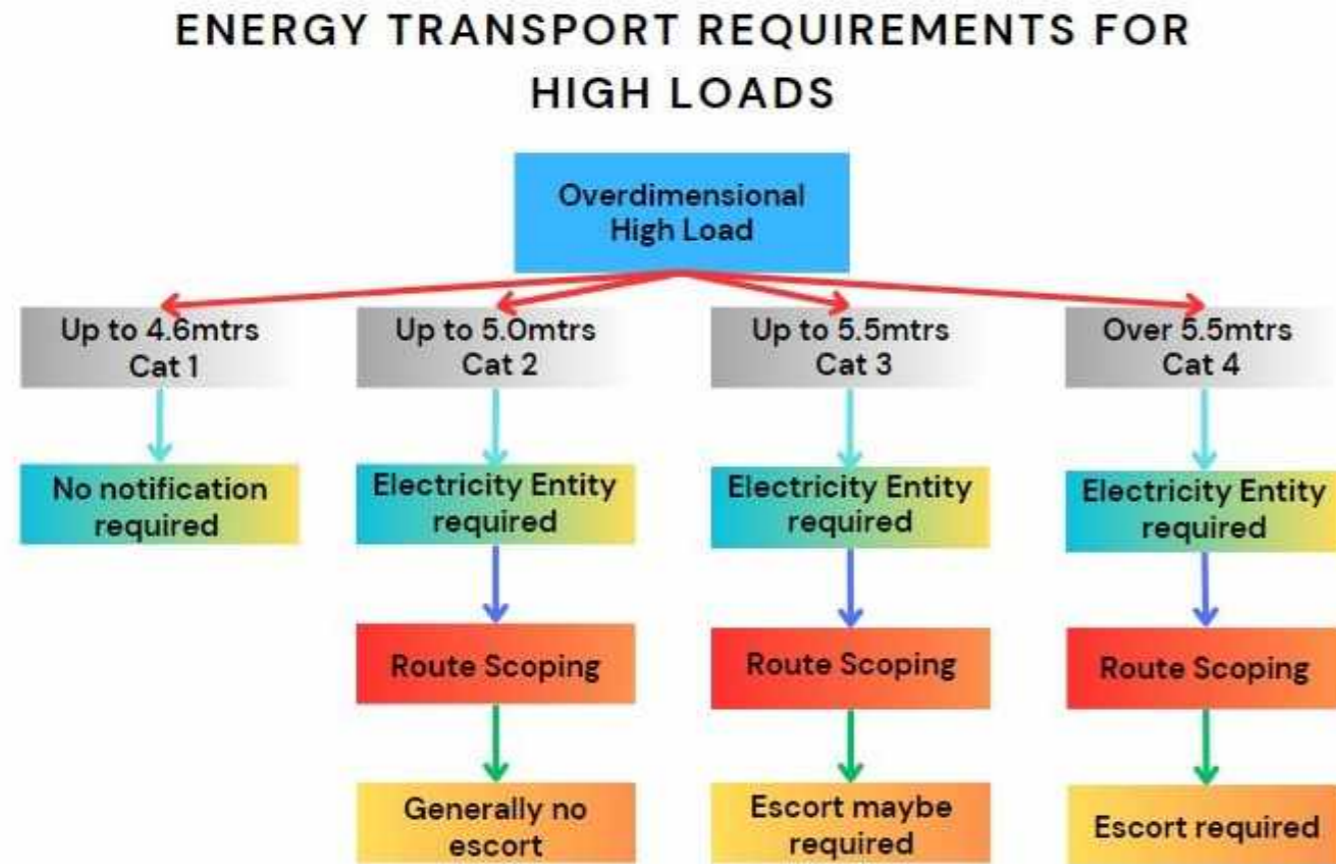 ENERGY TRANSPORT REQUIREMENTS FOR
HIGH LOADS
Overdimensional
High Load
Up to 4.6mtrs
Cat 1
Up to 5.0mtrs
Cat 2
Up to 5.5mtrs
Cat 3
Over 5.5mtrs
Cat 4
No notification
required
Electricity Entity
required
Electricity Entity
required
Electricity Entity
required
Route Scoping
Route Scoping
Route Scoping
Generally no
escort
Escort maybe
required
Escort required